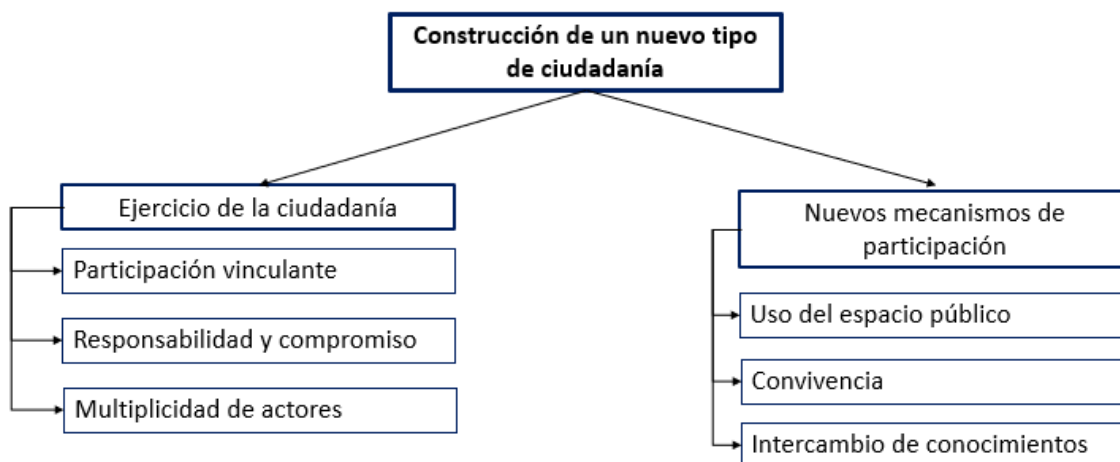 Construcción de un nuevo tipo
de ciudadanía
Ejercicio de la ciudadanía
Participación vinculante
Responsabilidad y compromiso
Multiplicidad de actores
Nuevos mecanismos de
participación
Uso del espacio público
Convivencia
Intercambio de conocimientos